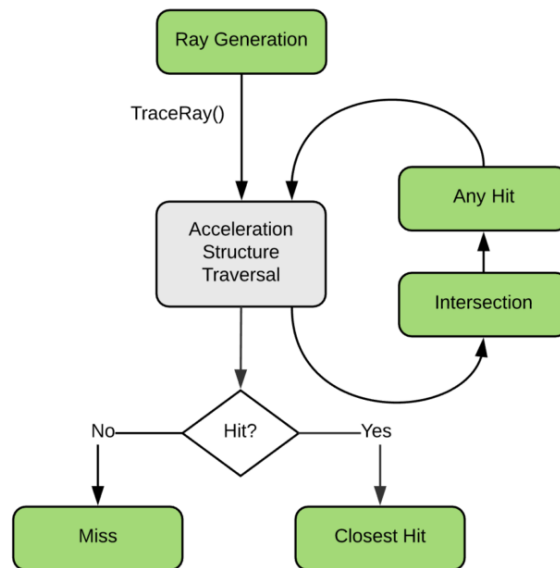 Ray Generation
TraceRay()
Acceleration
Structure
Traversal
Any Hit
Intersection
Hit?
No
Yes
Miss
Closest Hit